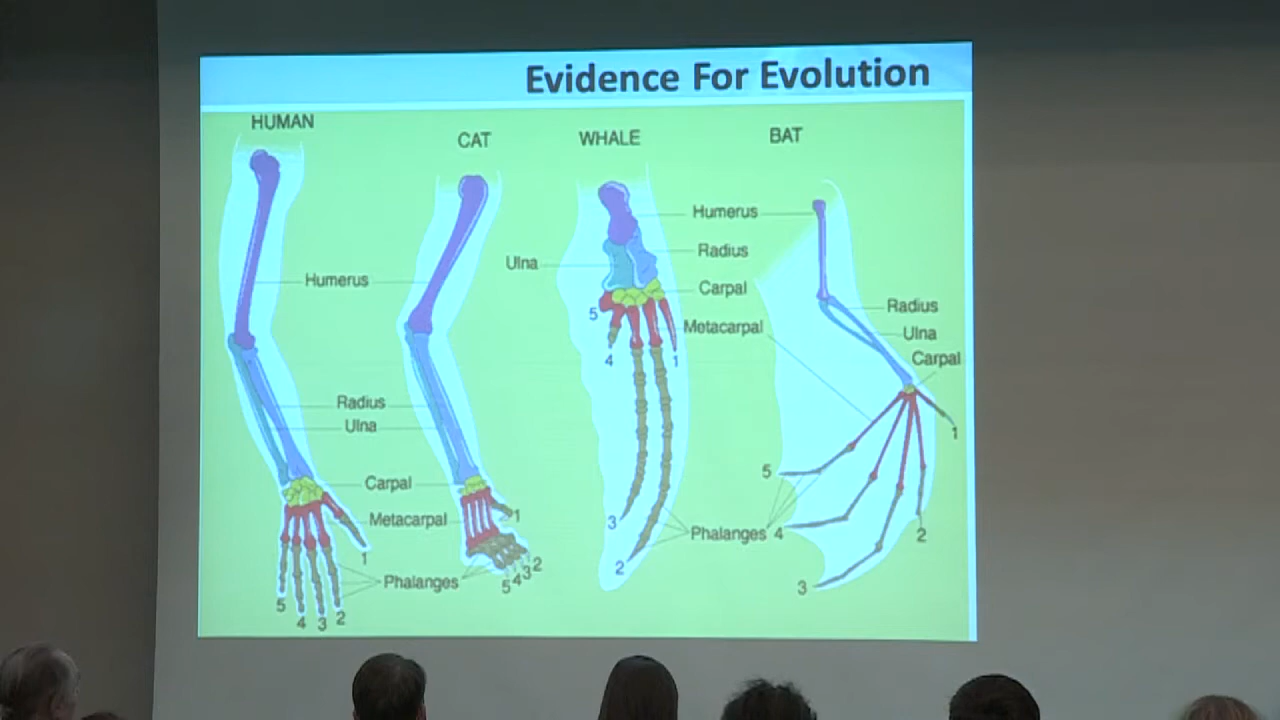 Evidence For Evolution
HUMAN
CAT
WHALE
BAT
Humerus
Radius
Ulna
Carpal
Metacarpal
Phalanges
1
5
4
3
2
1
5
4
3
2
Ulna
Humerus
Radius
Carpal
Metacarpal
5
4
1
3
2
Phalanges
Radius
Ulna
Carpal
1
5
4
2
3